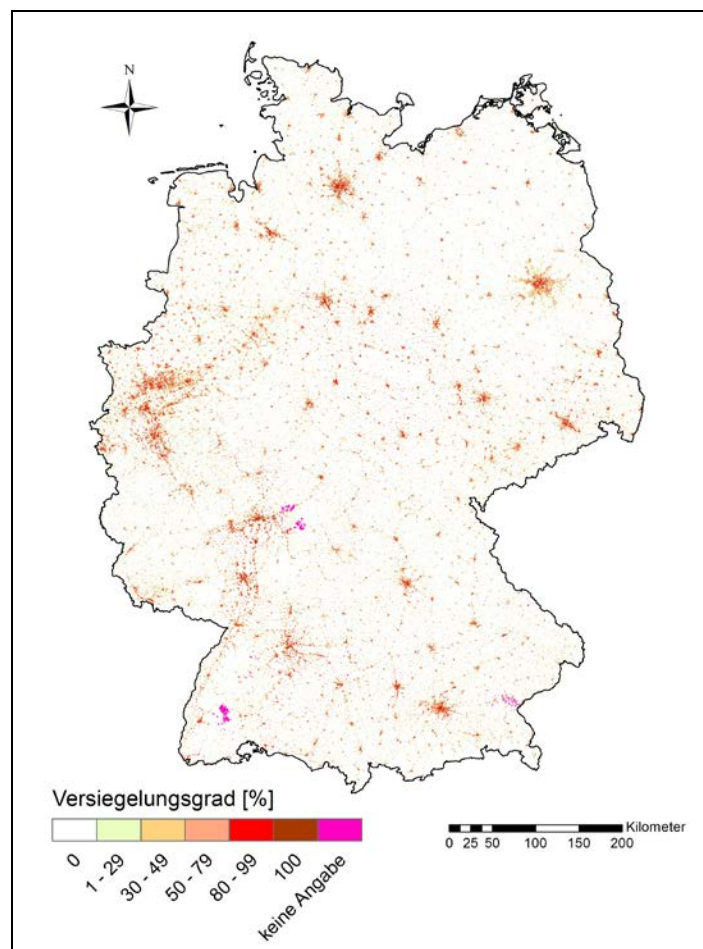 N
Versiegelungsgrad [%]
0
1 - 29
30 - 49
50 - 79
80 - 99
100
keine Angabe
Kilometer
0 25 50 100 150 200